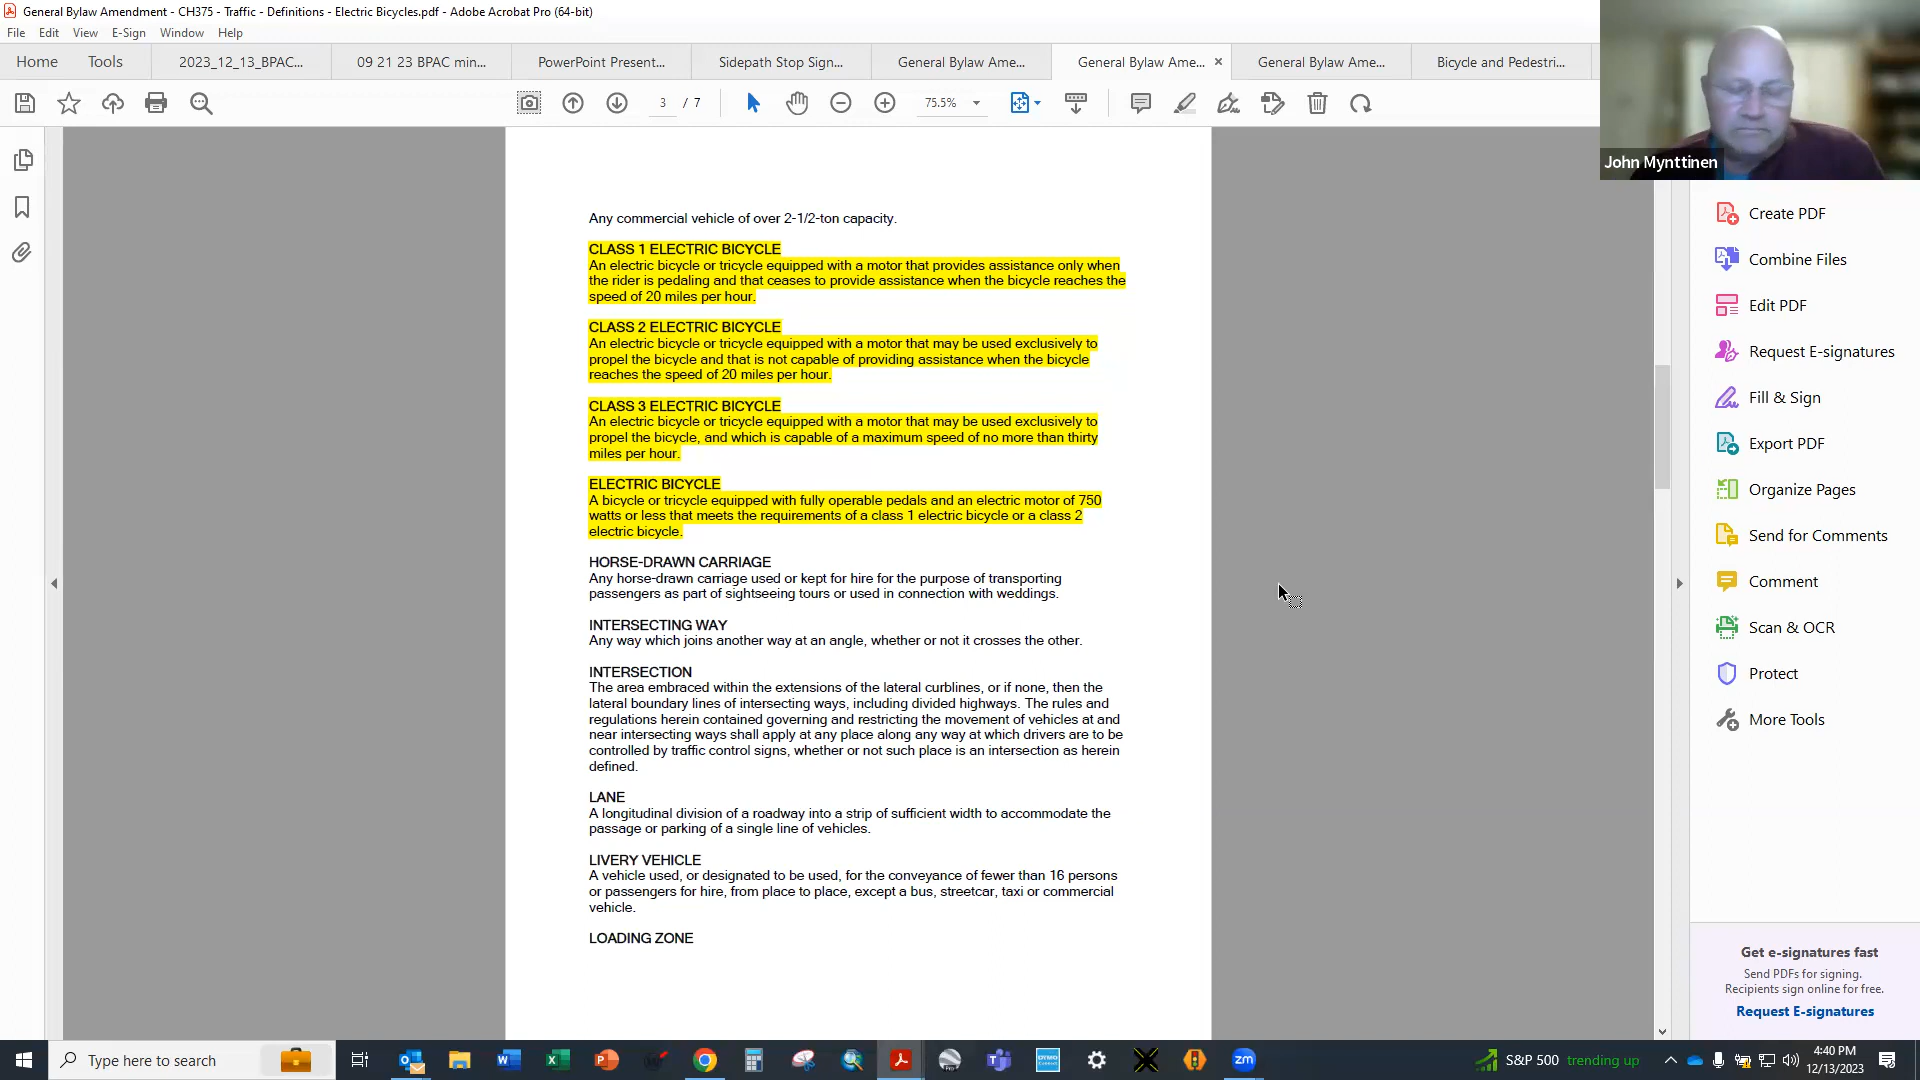 General Bylaw Amendment - CH375 - Traffic - Definitions - Electric Bicycles.pdf - Adobe Acrobat Pro (64-bit)
File Edit View E-Sign Window Help
Home Tools 2023_12_13_BPAC... 09 21 23 BPAC min... PowerPoint Present... Sidepath Stop Sign... General Bylaw Ame... General Bylaw Ame... × General Bylaw Ame... Bicycle and Pedestri...
3 / 7 75.5%
John Mynttinen
Any commercial vehicle of over 2-1/2-ton capacity.
CLASS 1 ELECTRIC BICYCLE
An electric bicycle or tricycle equipped with a motor that provides assistance only when
the rider is pedaling and that ceases to provide assistance when the bicycle reaches the
speed of 20 miles per hour.
CLASS 2 ELECTRIC BICYCLE
An electric bicycle or tricycle equipped with a motor that may be used exclusively to
propel the bicycle and that is not capable of providing assistance when the bicycle
reaches the speed of 20 miles per hour.
CLASS 3 ELECTRIC BICYCLE
An electric bicycle or tricycle equipped with a motor that may be used exclusively to
propel the bicycle, and which is capable of a maximum speed of no more than thirty
miles per hour.
ELECTRIC BICYCLE
A bicycle or tricycle equipped with fully operable pedals and an electric motor of 750
watts or less that meets the requirements of a class 1 electric bicycle or a class 2
electric bicycle.
HORSE-DRAWN CARRIAGE
Any horse-drawn carriage used or kept for hire for the purpose of transporting
passengers as part of sightseeing tours or used in connection with weddings.
INTERSECTING WAY
Any way which joins another way at an angle, whether or not it crosses the other.
INTERSECTION
The area embraced within the extensions of the lateral curblines, or if none, then the
lateral boundary lines of intersecting ways, including divided highways. The rules and
regulations herein contained governing and restricting the movement of vehicles at and
near intersecting ways shall apply at any place along any way at which drivers are to be
controlled by traffic control signs, whether or not such place is an intersection as herein
defined.
LANE
A longitudinal division of a roadway into a strip of sufficient width to accommodate the
passage or parking of a single line of vehicles.
LIVERY VEHICLE
A vehicle used, or designated to be used, for the conveyance of fewer than 16 persons
or passengers for hire, from place to place, except a bus, streetcar, taxi or commercial
vehicle.
LOADING ZONE
Create PDF
Combine Files
Edit PDF
Request E-signatures
Fill & Sign
Export PDF
Organize Pages
Send for Comments
Comment
Scan & OCR
Protect
More Tools
Get e-signatures fast
Send PDFs for signing.
Recipients sign online for free.
Request E-signatures
Type here to search
S&P 500 trending up
4:40 PM
12/13/2023